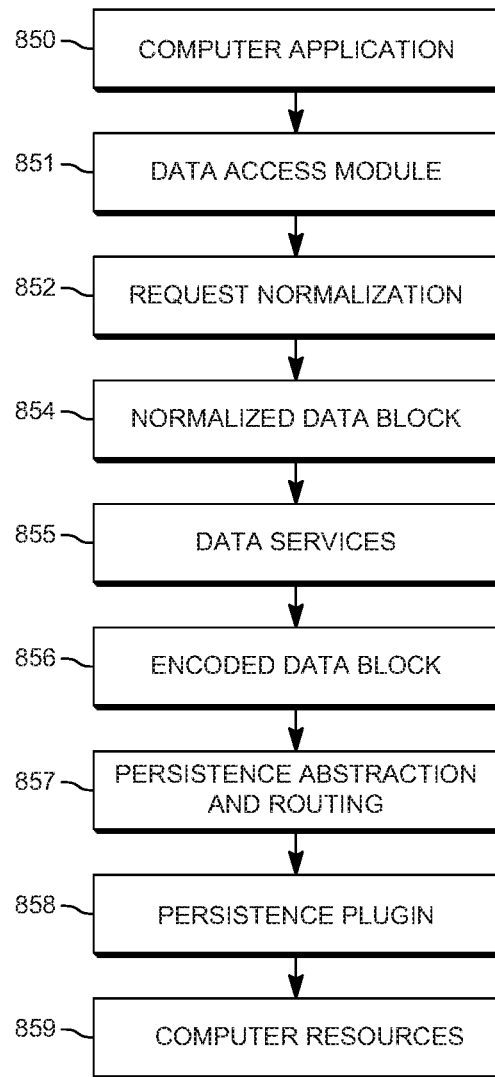 850 COMPUTER APPLICATION
851 DATA ACCESS MODULE
852 REQUEST NORMALIZATION
854 NORMALIZED DATA BLOCK
855 DATA SERVICES
856 ENCODED DATA BLOCK
857 PERSISTENCE ABSTRACTION
AND ROUTING
858 PERSISTENCE PLUGIN
859 COMPUTER RESOURCES